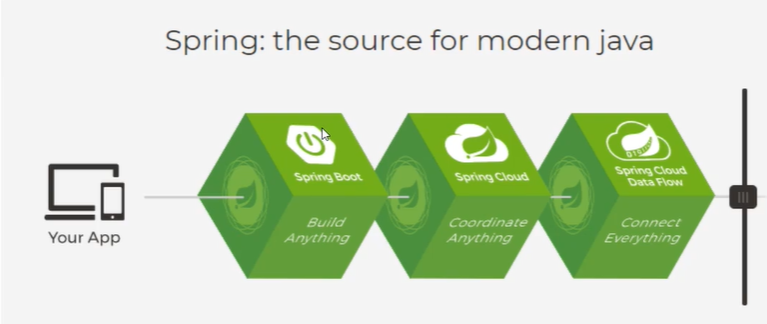 Spring: the source for modern java
Your App
Spring Boot
Build
Anything
Spring Cloud
Coordinate
Anything
Spring Cloud
Data Flow
Connect
Everything